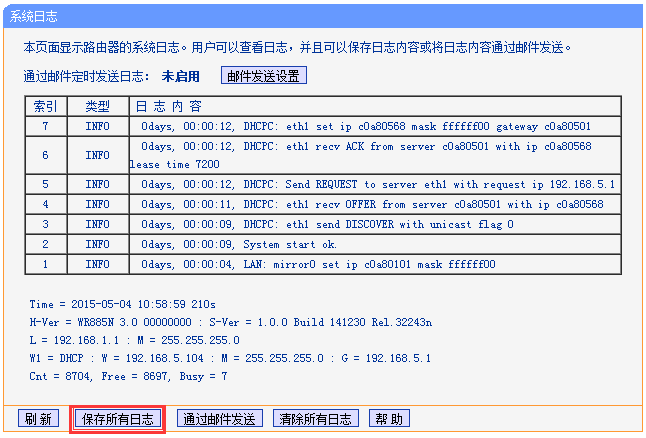 系统日志
本页面显示路由器的系统日志。用户可以查看日志，并且可以保存日志内容或将日志内容通过邮件发送。
通过邮件定时发送日志： 未启用 邮件发送设置
索引 类型 日 志 内 容
7 INFO 0days, 00:00:12, DHCPC: eth1 set ip c0a80568 mask ffffff00 gateway c0a80501
6 INFO 0days, 00:00:12, DHCPC: eth1 recv ACK from server c0a80501 with ip c0a80568
lease time 7200
5 INFO 0days, 00:00:12, DHCPC: Send REQUEST to server eth1 with request ip 192.168.5.1
4 INFO 0days, 00:00:11, DHCPC: eth1 recv OFFER from server c0a80501 with ip c0a80568
3 INFO 0days, 00:00:09, DHCPC: eth1 send DISCOVER with unicast flag 0
2 INFO 0days, 00:00:09, System start ok.
1 INFO 0days, 00:00:04, LAN: mirror0 set ip c0a80101 mask ffffff00
Time = 2015-05-04 10:58:59 210s
H-Ver = WR885N 3.0 00000000 : S-Ver = 1.0.0 Build 141230 Rel.32243n
L = 192.168.1.1 : M = 255.255.255.0
W1 = DHCP : W = 192.168.5.104 : M = 255.255.255.0 : G = 192.168.5.1
Cnt = 8704, Free = 8697, Busy = 7
刷 新 保存所有日志 通过邮件发送 清除所有日志 帮 助